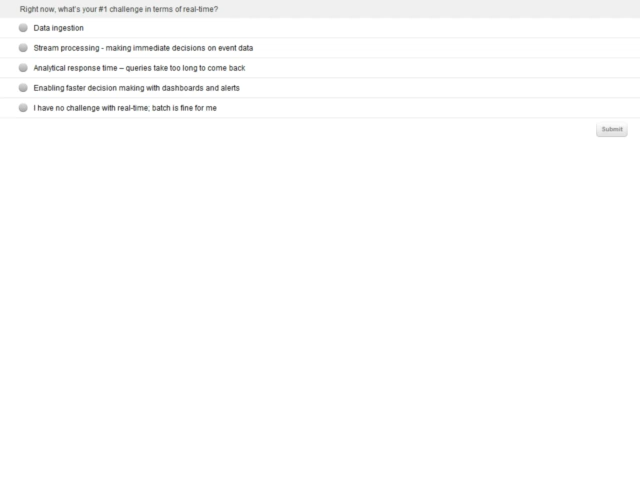 Right now, what's your #1 challenge in terms of real-time?
Data ingestion
Stream processing - making immediate decisions on event data
Analytical response time – queries take too long to come back
Enabling faster decision making with dashboards and alerts
I have no challenge with real-time; batch is fine for me
Submit